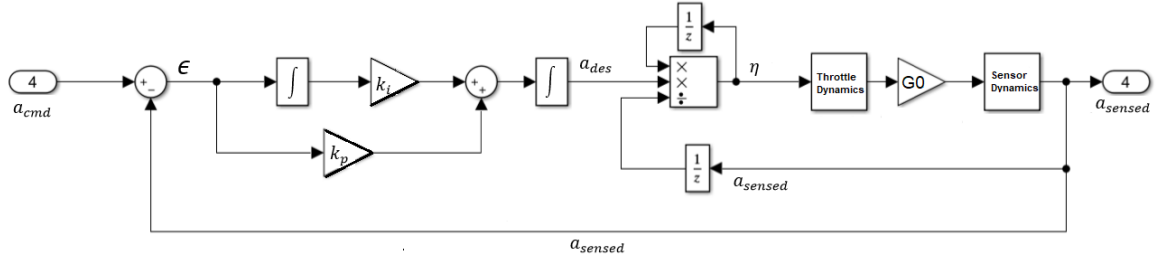 4
a_cmd
+
−
ϵ
∫
k_i
k_p
+
+
∫
a_des
1/z
×
×
÷
η
Throttle
Dynamics
G0
Sensor
Dynamics
4
a_sensed
1/z
a_sensed
a_sensed